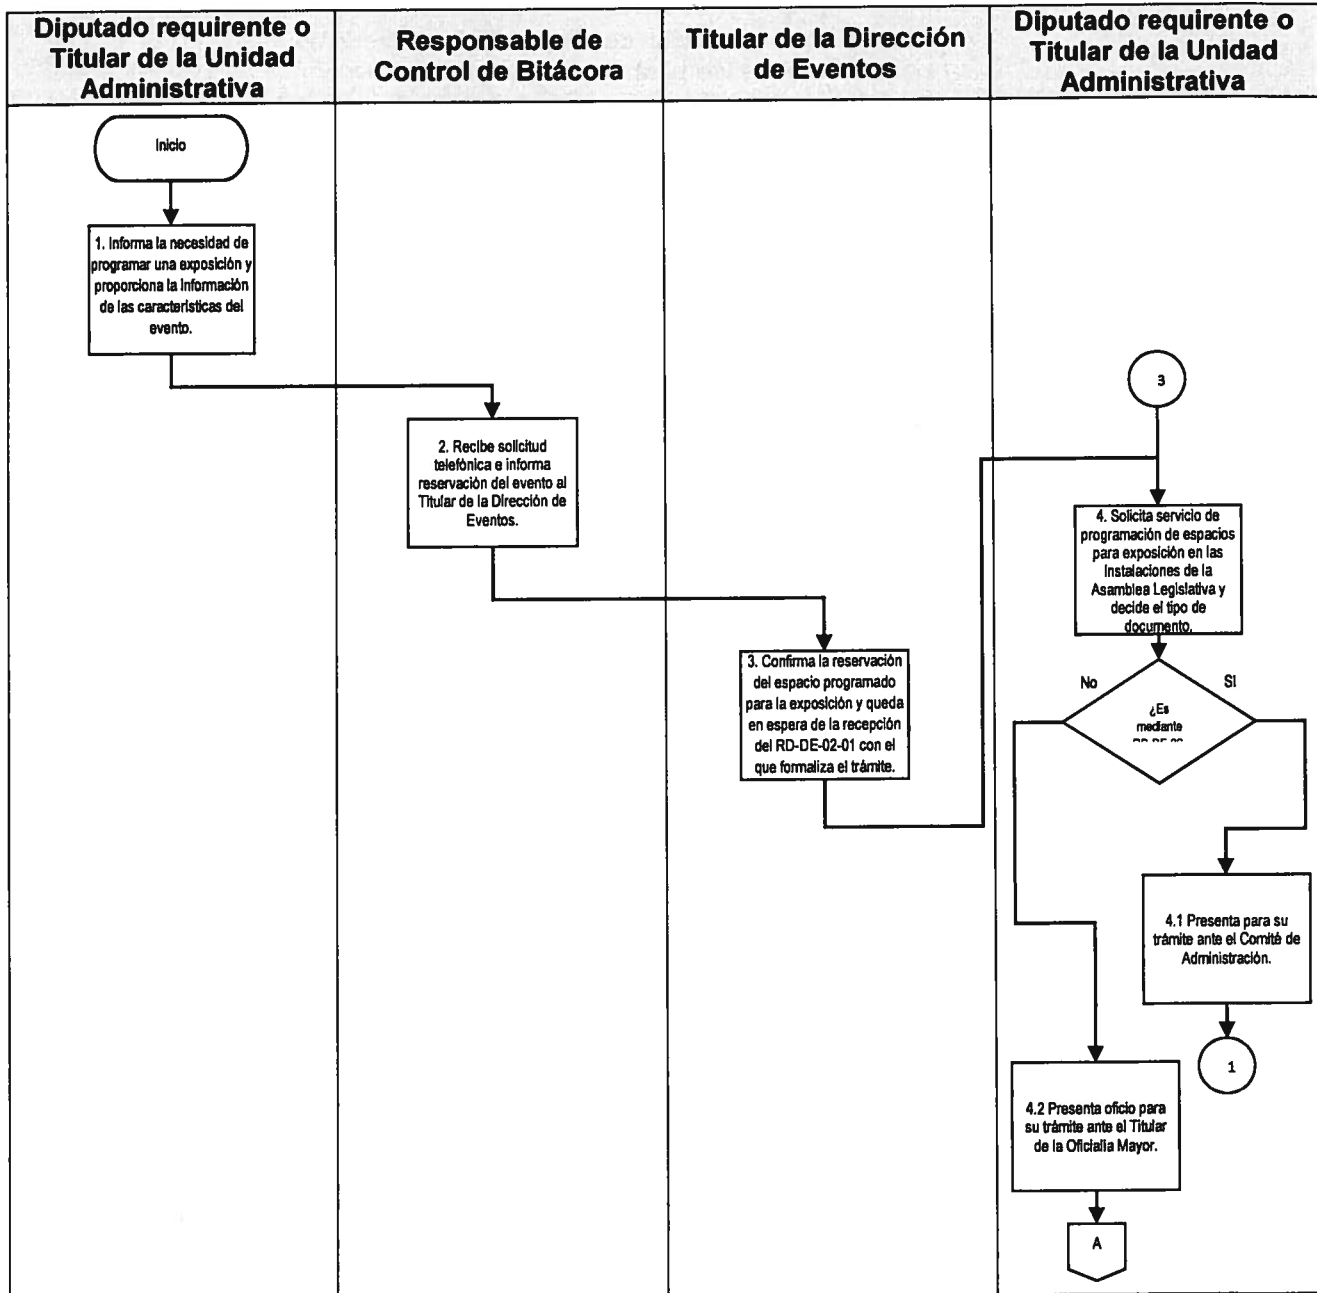 Diputado requirente o
Titular de la Unidad
Administrativa
Responsable de
Control de Bitácora
Titular de la Dirección
de Eventos
Diputado requirente o
Titular de la Unidad
Administrativa
Inicio
1. Informa la necesidad de
programar una exposición y
proporciona la Información
de las características del
evento.
2. Recibe solicitud
telefónica e informa
reservación del evento al
Titular de la Dirección de
Eventos.
3. Confirma la reservación
del espacio programado
para la exposición y queda
en espera de la recepción
del RD-DE-02-01 con el
que formaliza el trámite.
3
4. Solicita servicio de
programación de espacios
para exposición en las
Instalaciones de la
Asamblea Legislativa y
decide el tipo de
documento.
No
Si
¿Es
mediante
4.1 Presenta para su
trámite ante el Comité de
Administración.
1
4.2 Presenta oficio para
su trámite ante el Titular
de la Oficialia Mayor.
A